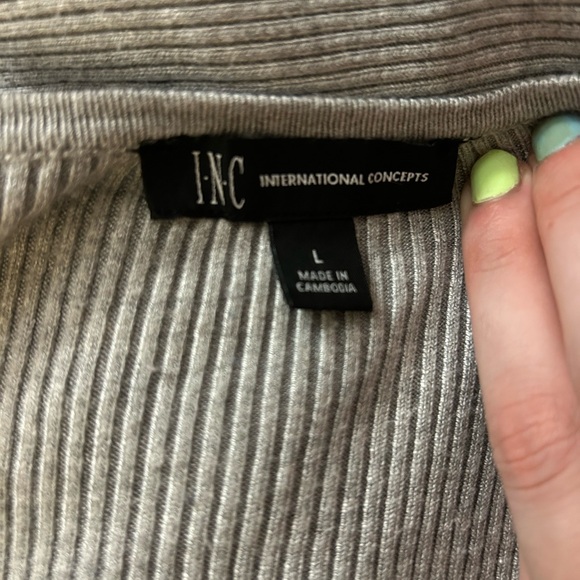 I·N·C INTERNATIONAL CONCEPTS
L
MADE IN
CAMBODIA